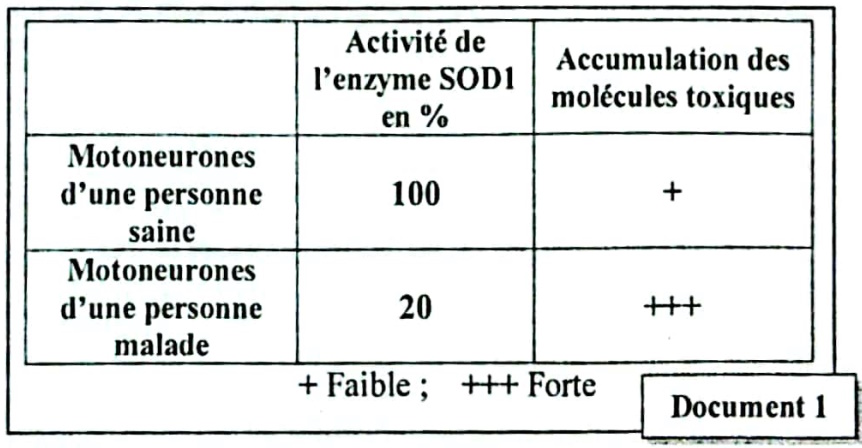 Activité de
l'enzyme SOD1
en %
Accumulation des
molécules toxiques
Motoneurones
d'une personne
saine
100
+
Motoneurones
d'une personne
malade
20
+++
+ Faible ; +++ Forte
Document 1